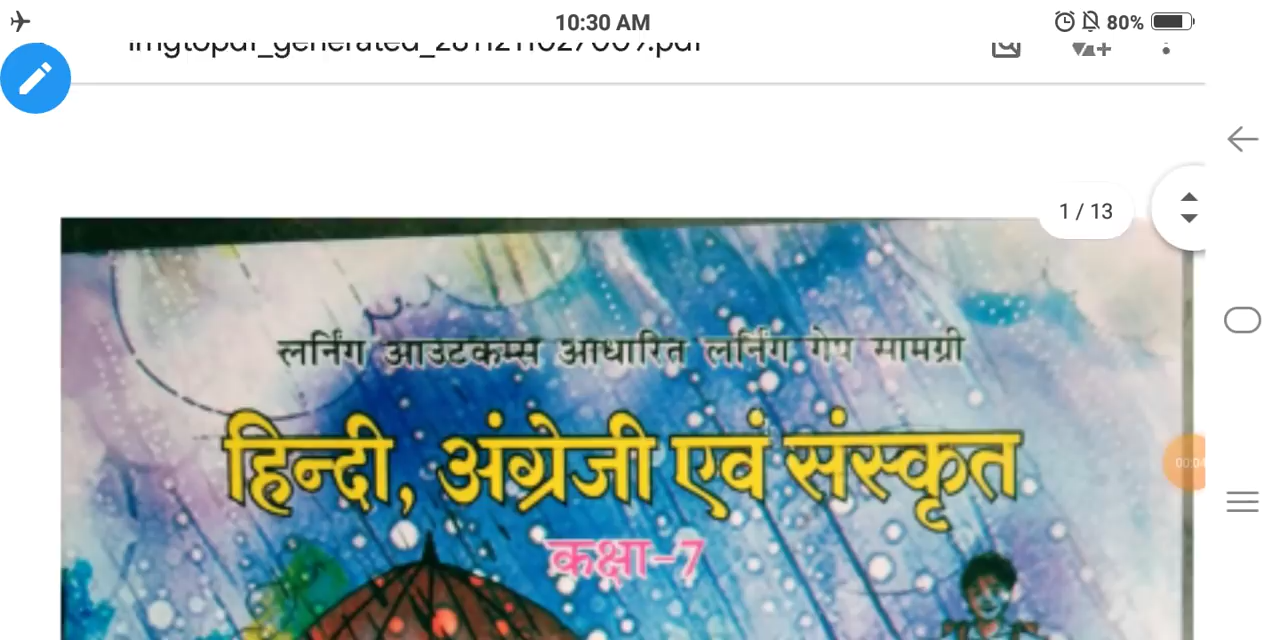 10:30 AM
80%
1 / 13
लर्निंग आउटकम्स आधारित लर्निंग गेप सामग्री
हिन्दी, अंग्रेजी एवं संस्कृत
कक्षा-7